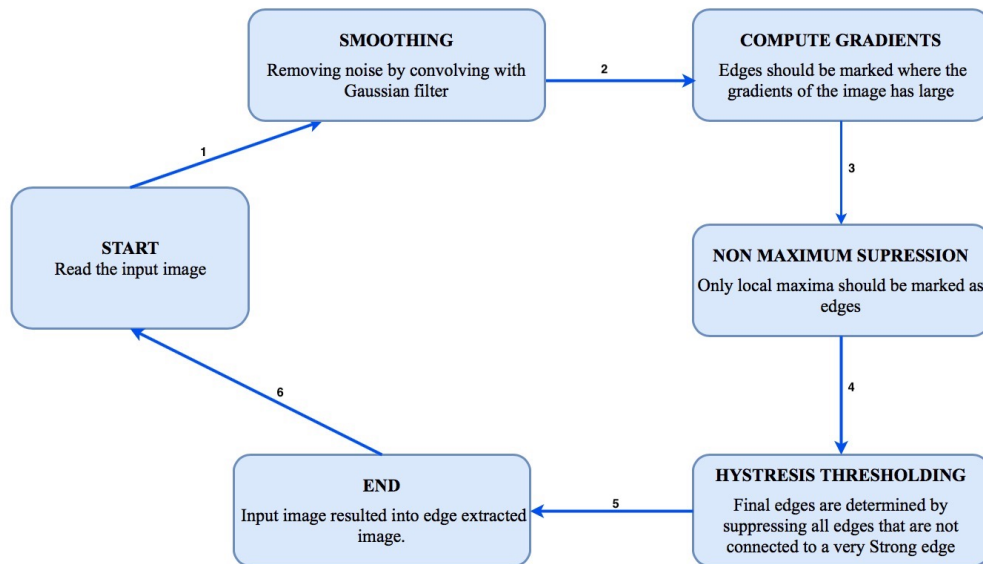 SMOOTHING
Removing noise by convolving with
Gaussian filter
2
COMPUTE GRADIENTS
Edges should be marked where the
gradients of the image has large
1
3
START
Read the input image
NON MAXIMUM SUPRESSION
Only local maxima should be marked as
edges
6
4
END
Input image resulted into edge extracted
image.
5
HYSTRESIS THRESHOLDING
Final edges are determined by
suppressing all edges that are not
connected to a very Strong edge